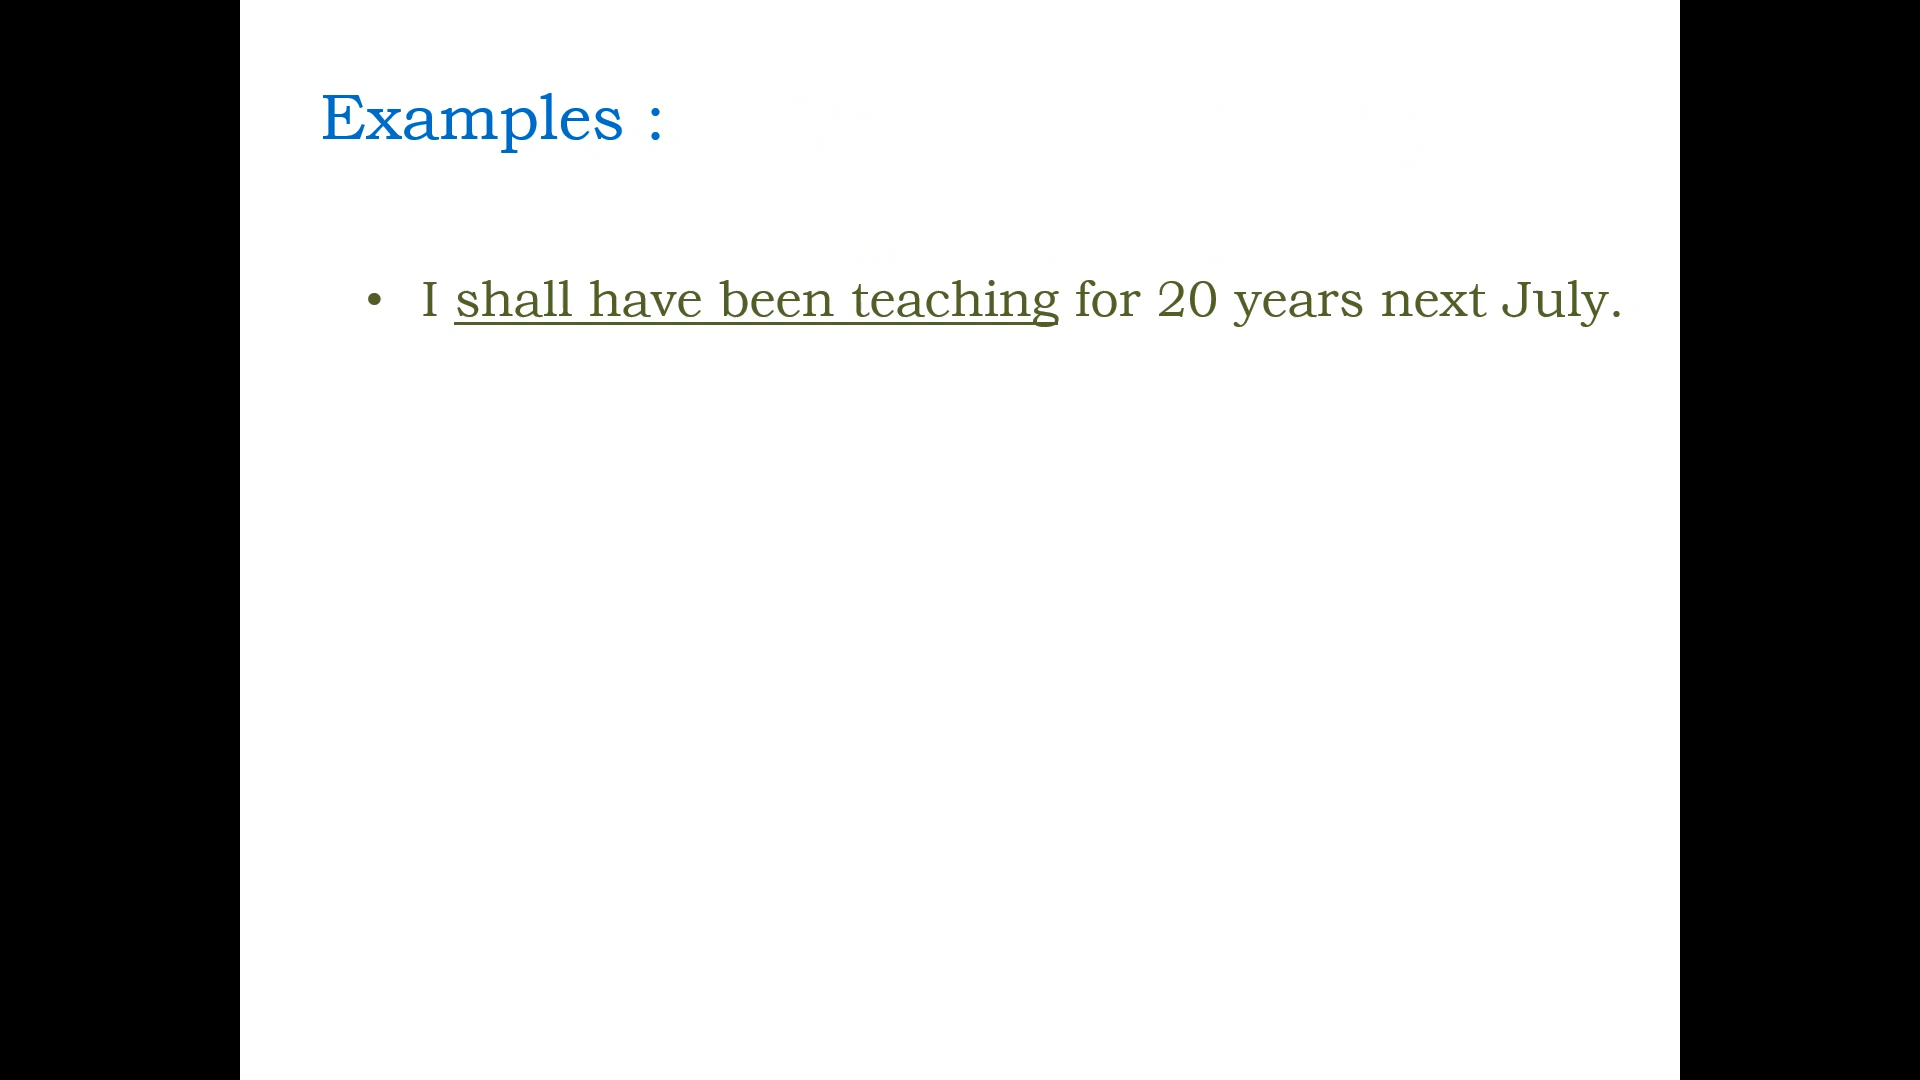 Examples :
• I shall have been teaching for 20 years next July.